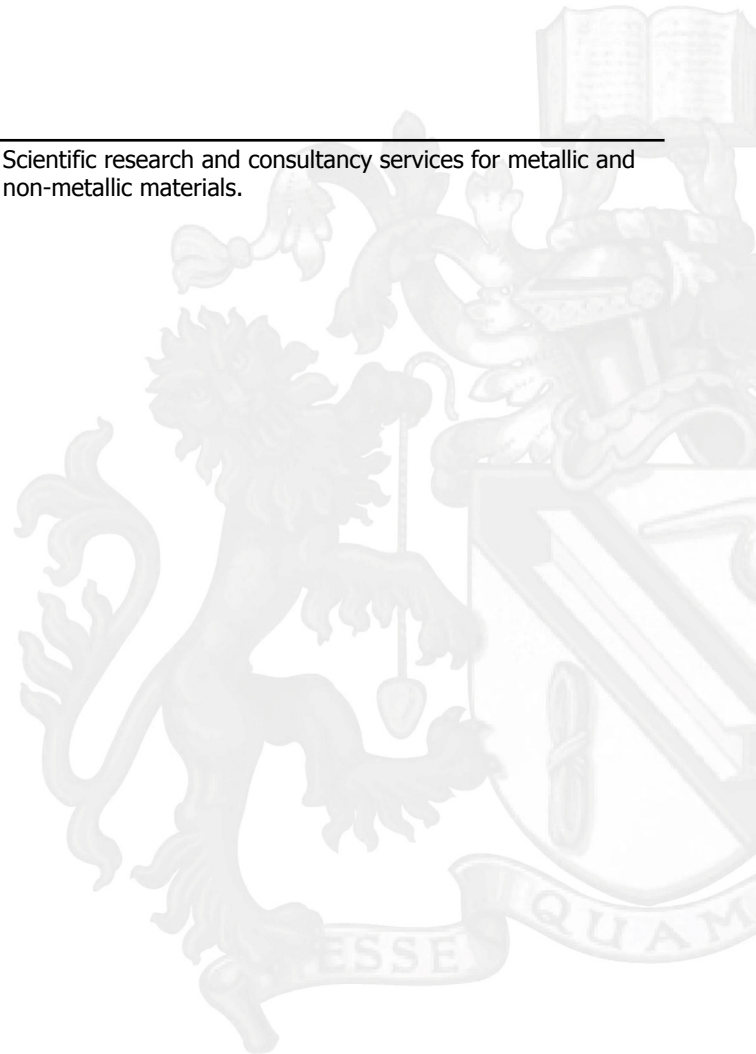 Scientific research and consultancy services for metallic and
non-metallic materials.
ESSE
QUAM